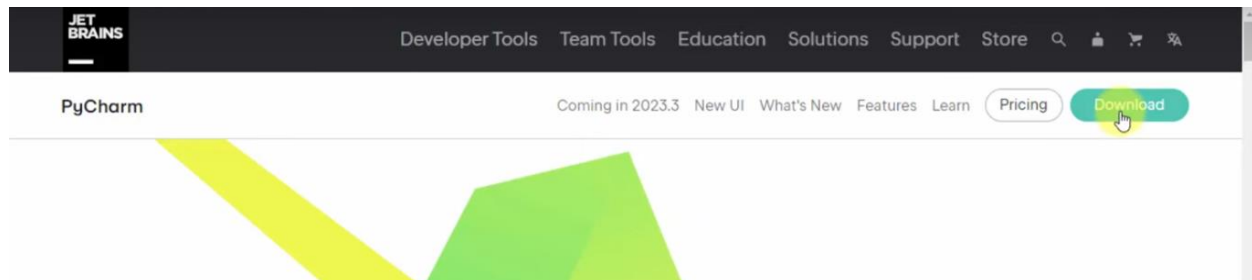 JET
BRAINS
Developer Tools Team Tools Education Solutions Support Store
PyCharm
Coming in 2023.3 New UI What's New Features Learn Pricing Download